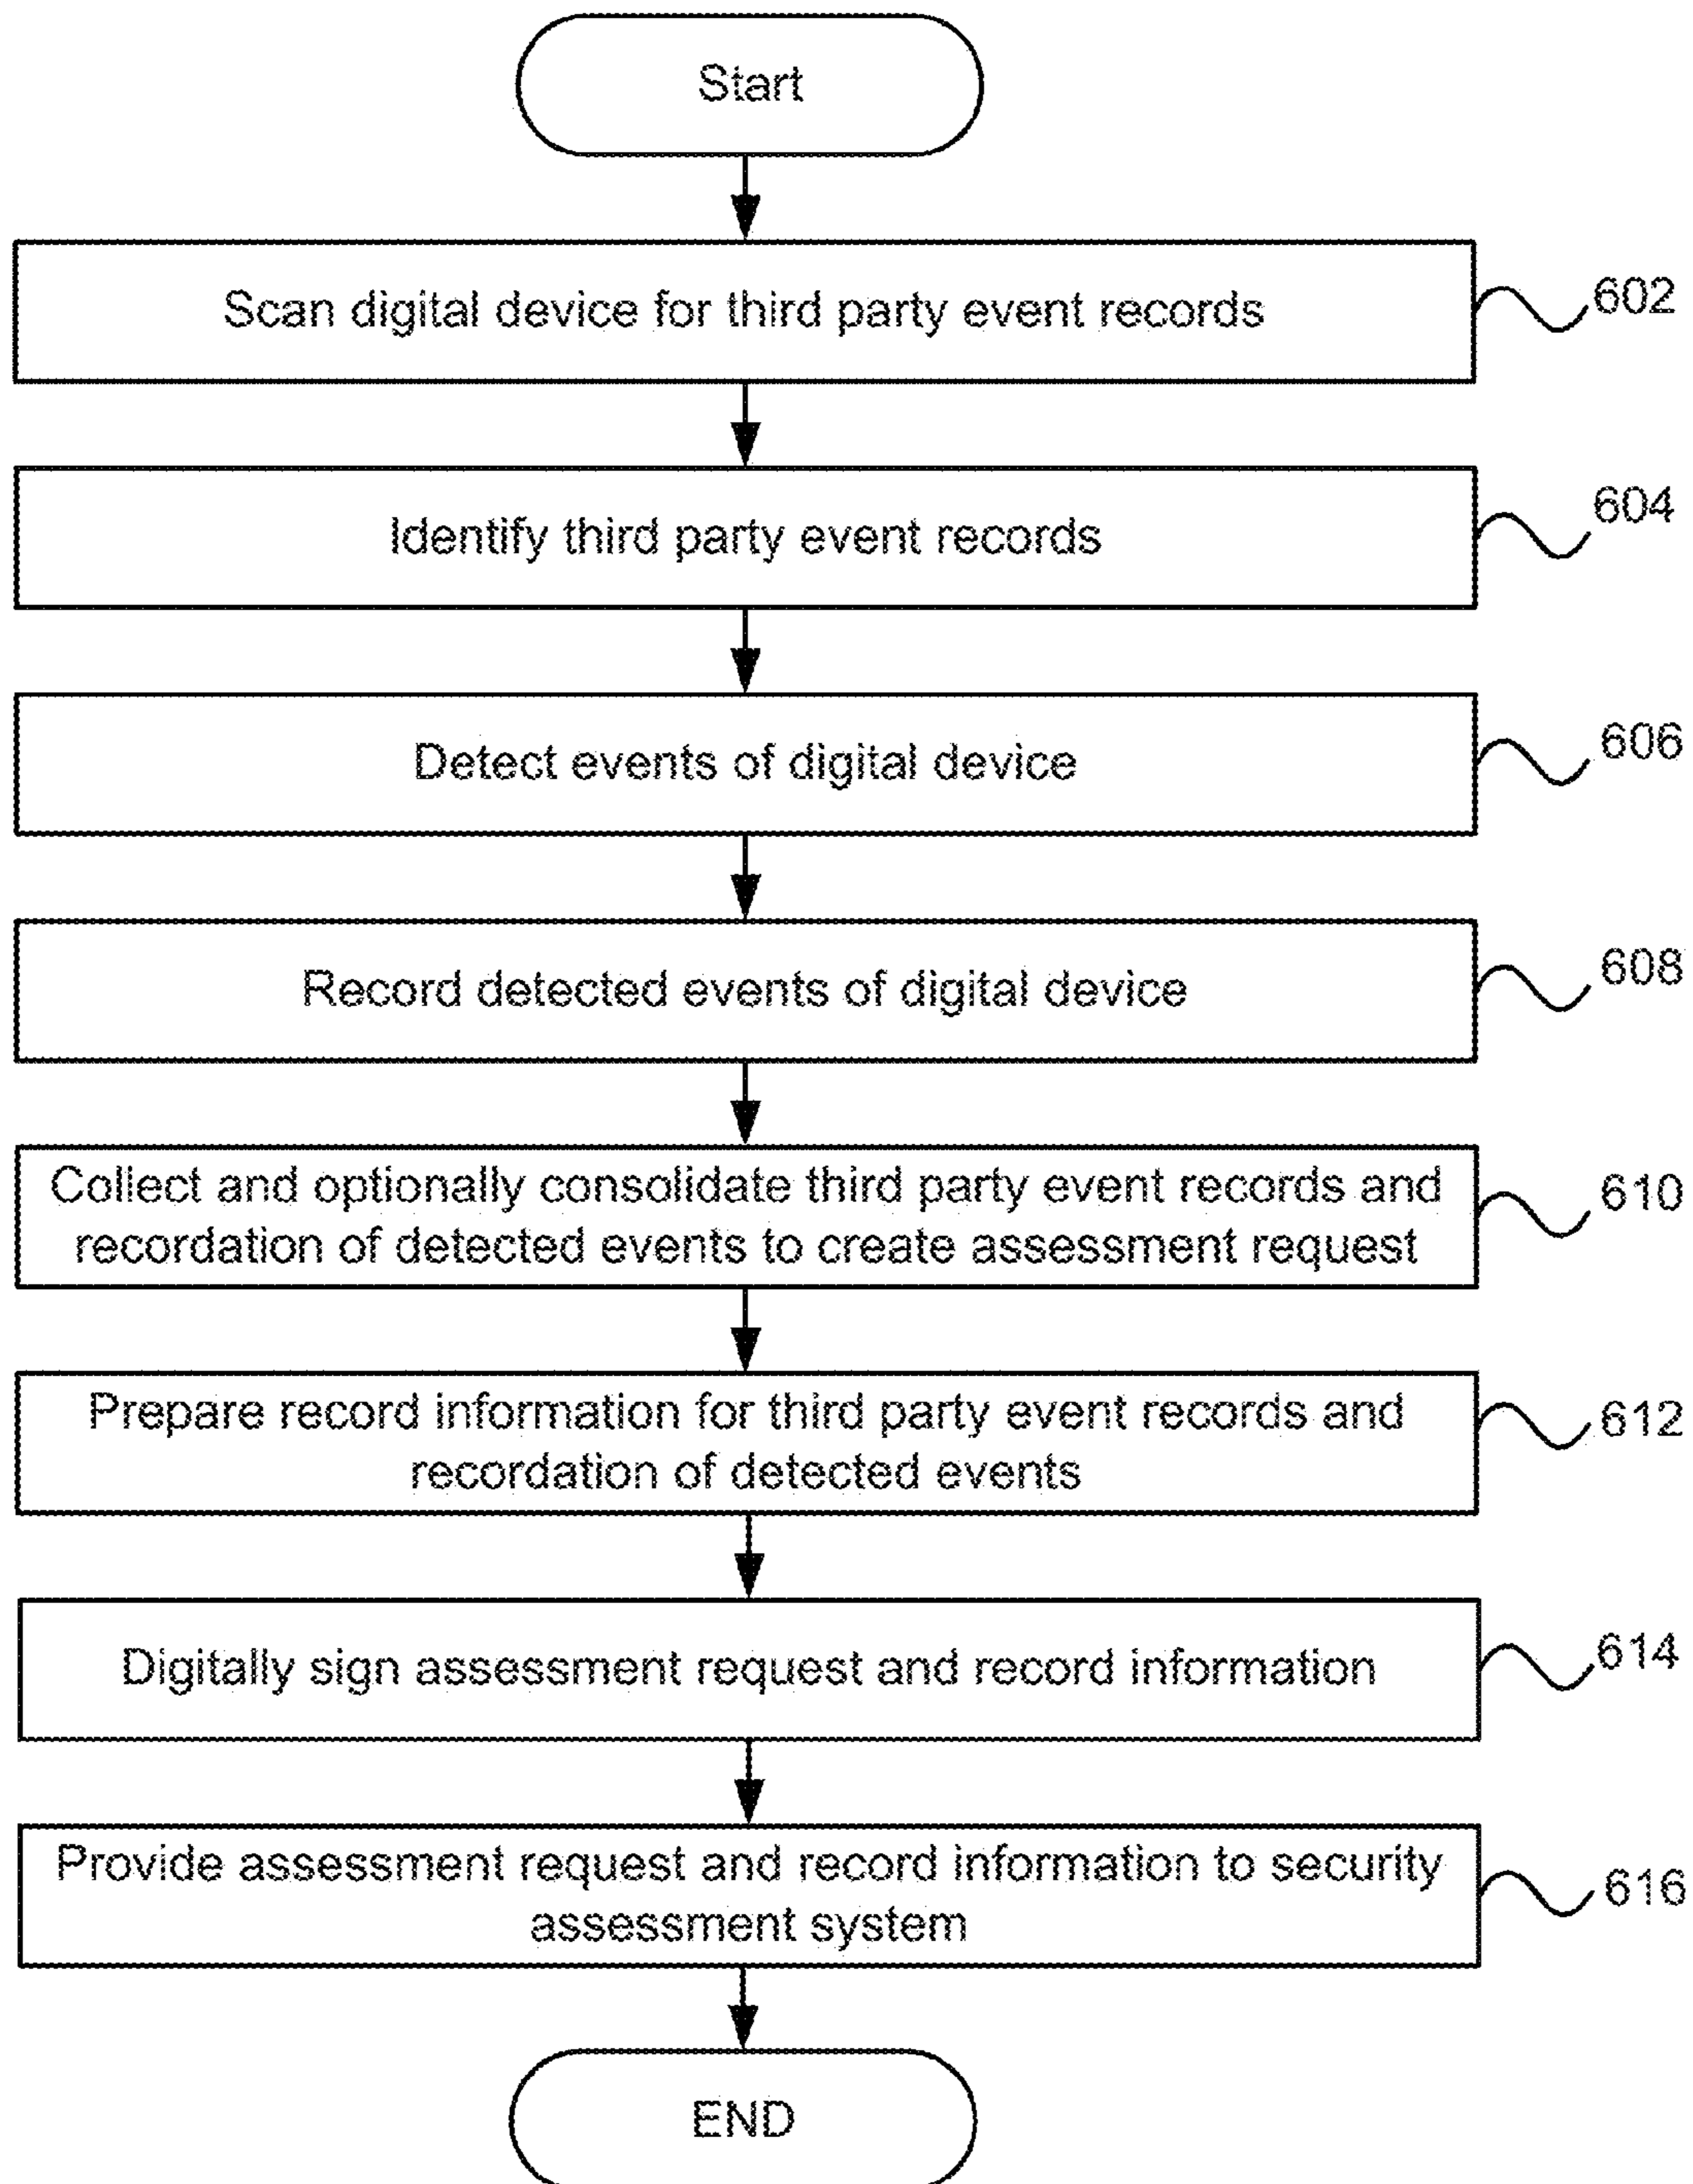 Start
Scan digital device for third party event records
602
Identify third party event records
604
Detect events of digital device
606
Record detected events of digital device
608
Collect and optionally consolidate third party event records and
recordation of detected events to create assessment request
610
Prepare record information for third party event records and
recordation of detected events
612
Digitally sign assessment request and record information
614
Provide assessment request and record information to security
assessment system
616
END